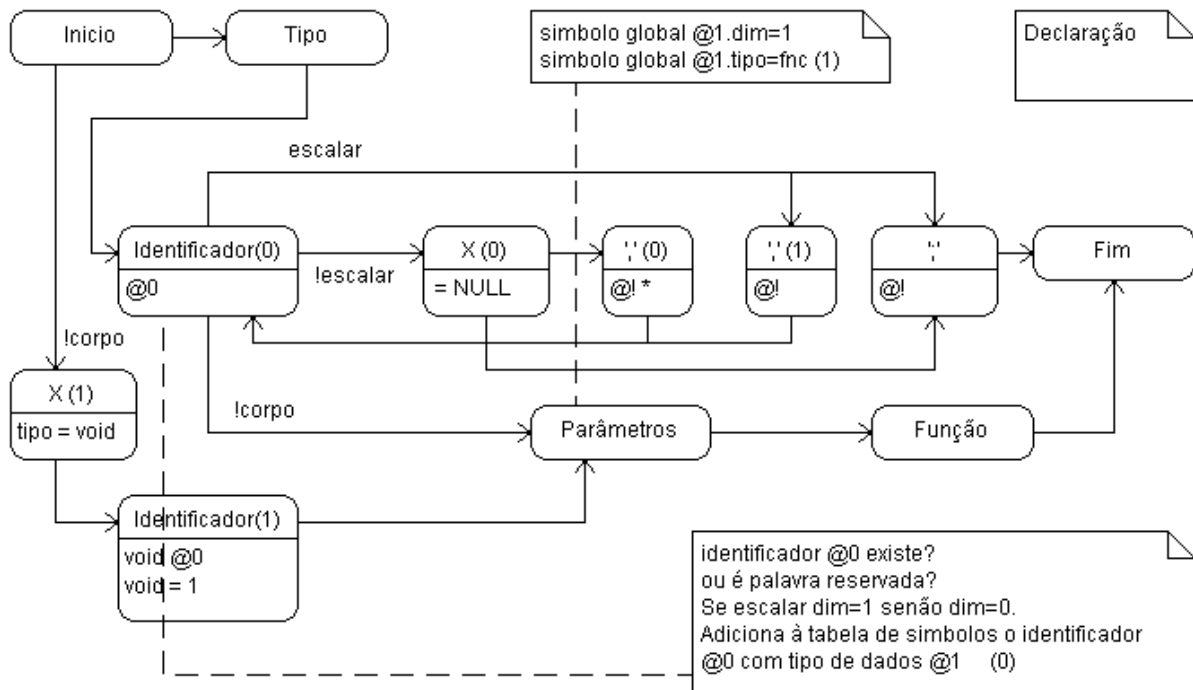 Inicio
Tipo
simbolo global @1.dim=1
simbolo global @1.tipo=fnc (1)
Declaração
escalar
Identificador(0)
@0
!escalar
X (0)
= NULL
',' (0)
@! *
',' (1)
@!
';'
@!
Fim
!corpo
X (1)
tipo = void
!corpo
Parâmetros
Função
Identificador(1)
void @0
void = 1
identificador @0 existe?
ou é palavra reservada?
Se escalar dim=1 senão dim=0.
Adiciona à tabela de simbolos o identificador
@0 com tipo de dados @1 (0)